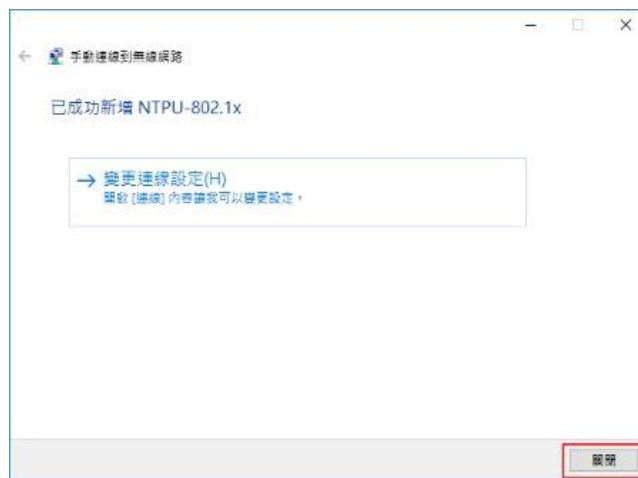 手動連線到無線網路
已成功新增 NTPU-802.1x
變更連線設定(H)
開啟 [連線] 內容讓我可以變更設定。
關閉